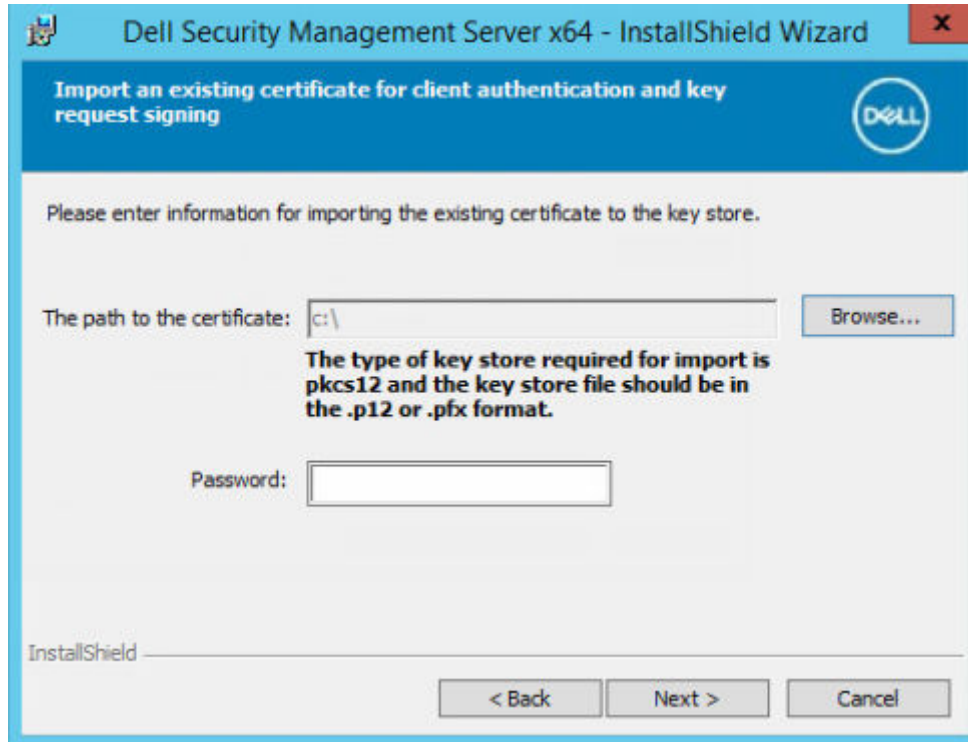 Dell Security Management Server x64 - InstallShield Wizard
x
Import an existing certificate for client authentication and key
request signing
DELL
Please enter information for importing the existing certificate to the key store.
The path to the certificate: c:\ Browse...
The type of key store required for import is
pkcs12 and the key store file should be in
the .p12 or .pfx format.
Password:
InstallShield
< Back Next > Cancel